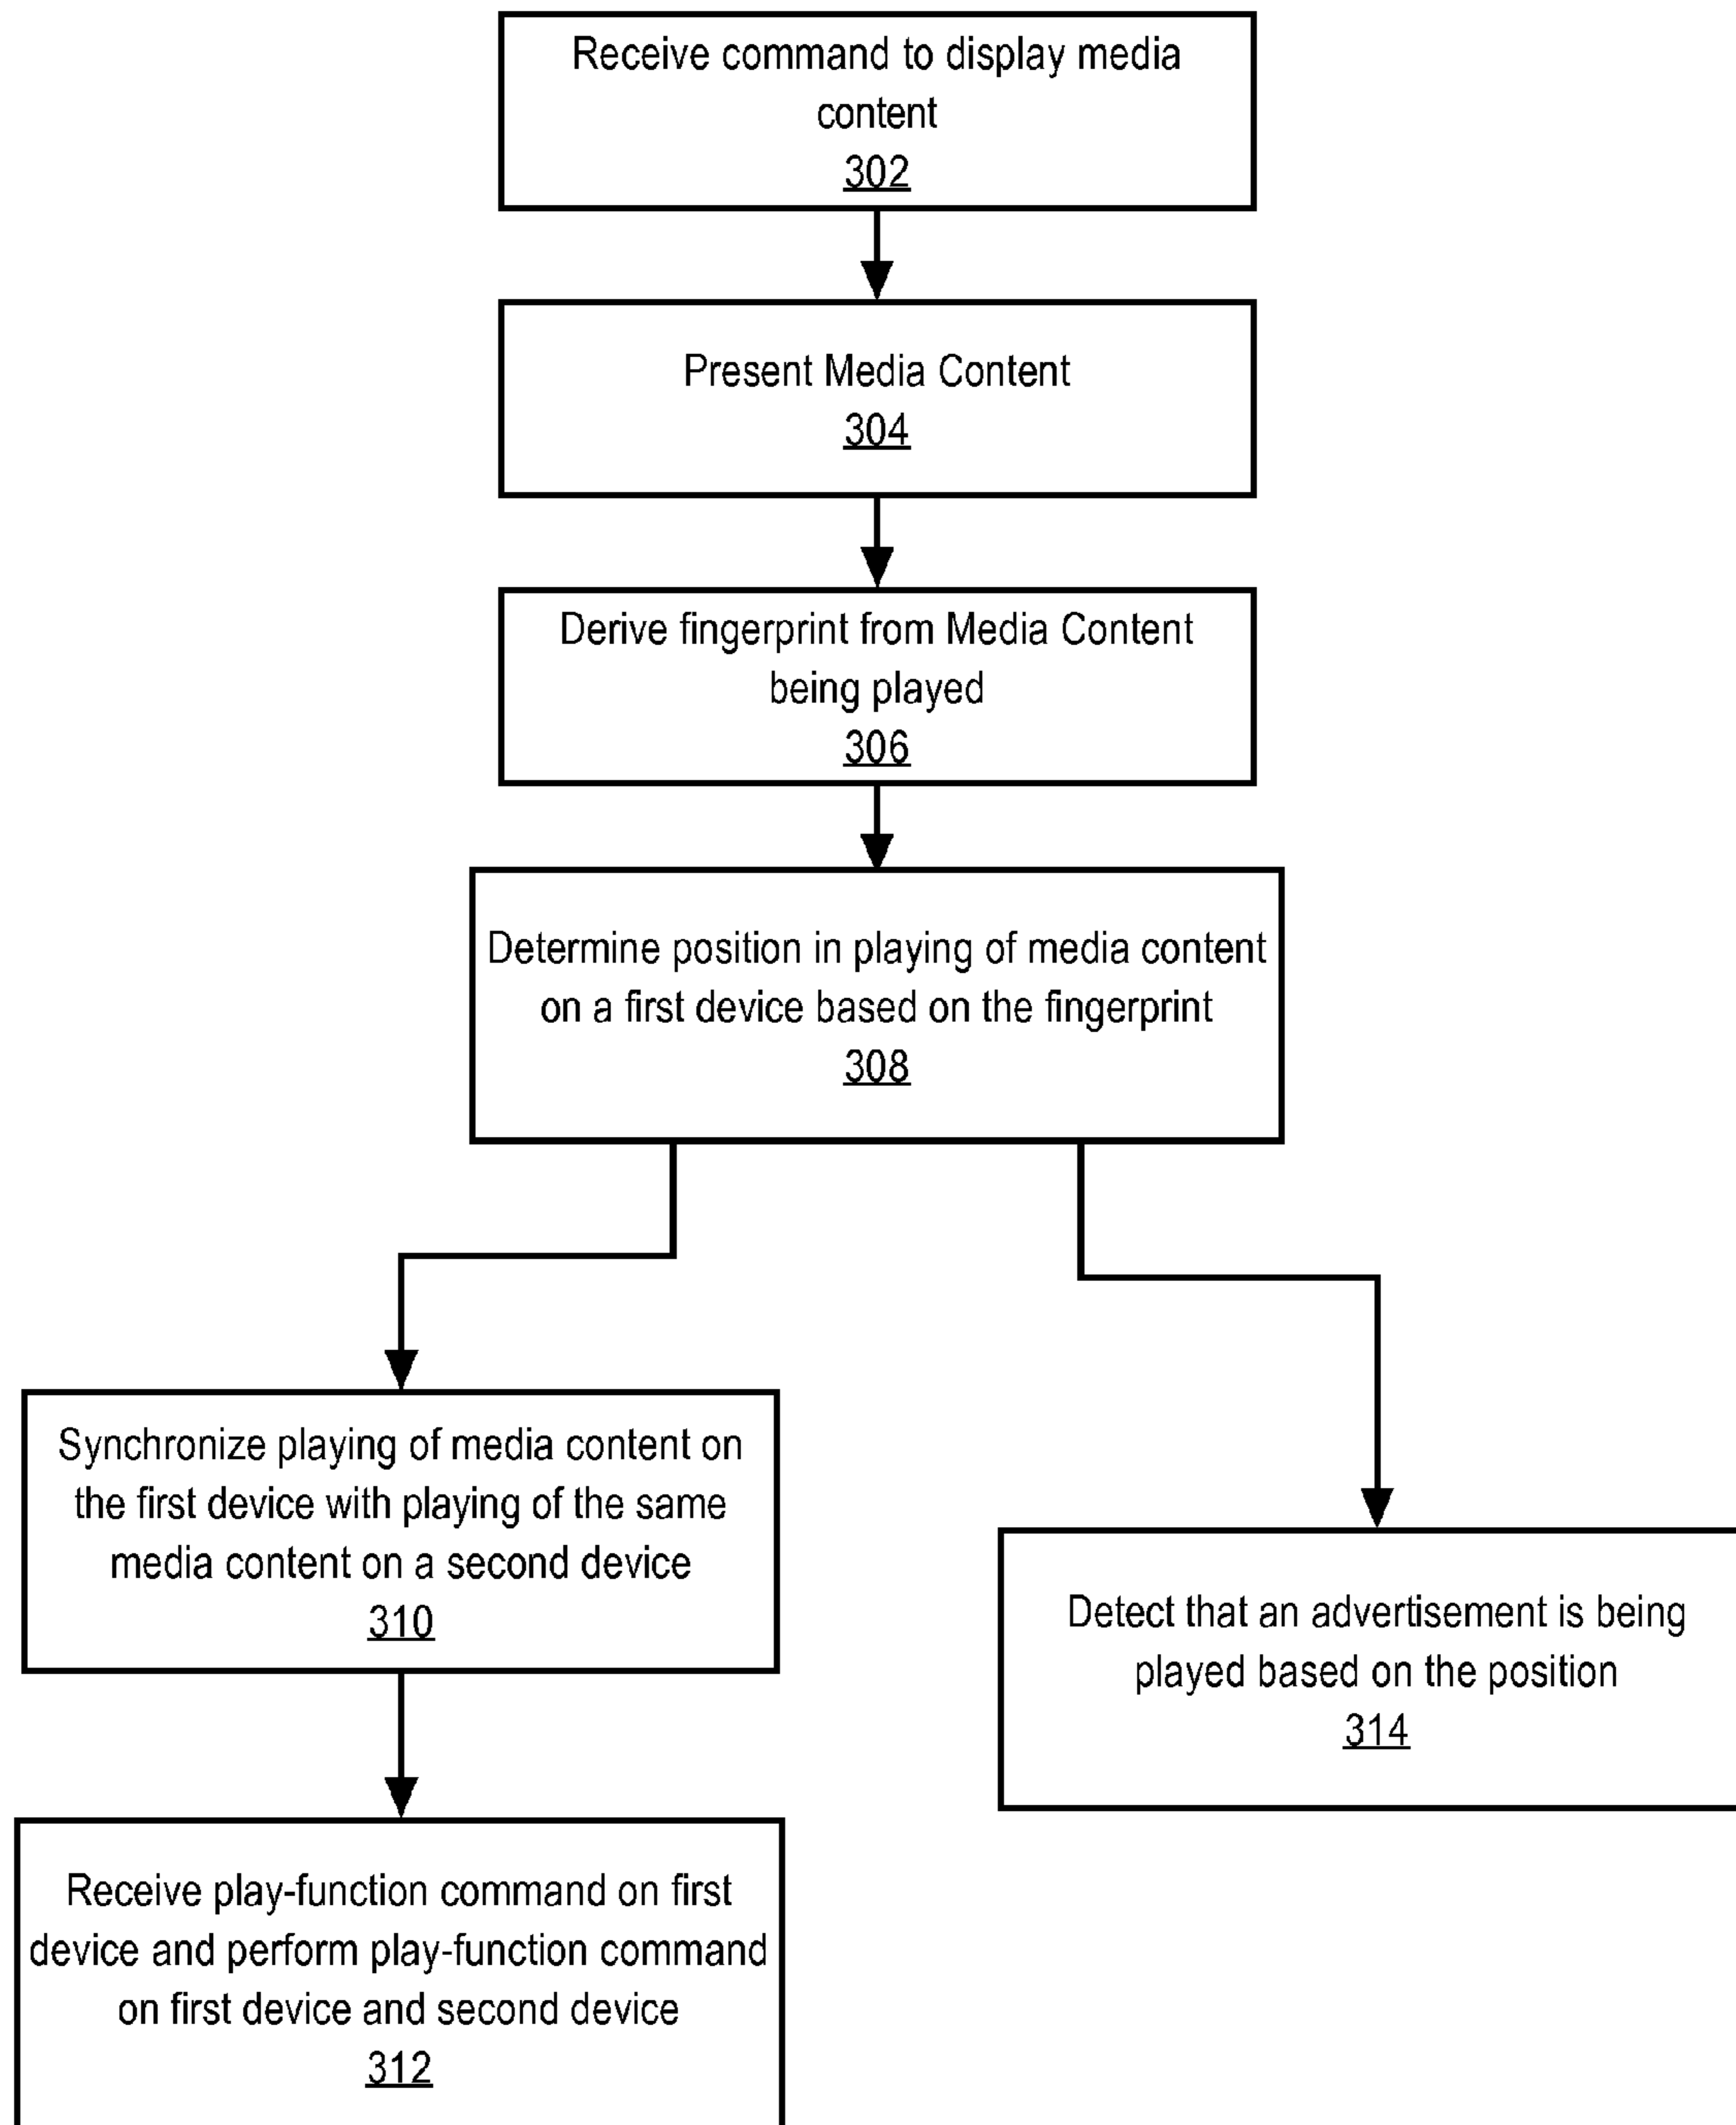 Receive command to display media
content
302
Present Media Content
304
Derive fingerprint from Media Content
being played
306
Determine position in playing of media content
on a first device based on the fingerprint
308
Synchronize playing of media content on
the first device with playing of the same
media content on a second device
310
Detect that an advertisement is being
played based on the position
314
Receive play-function command on first
device and perform play-function command
on first device and second device
312